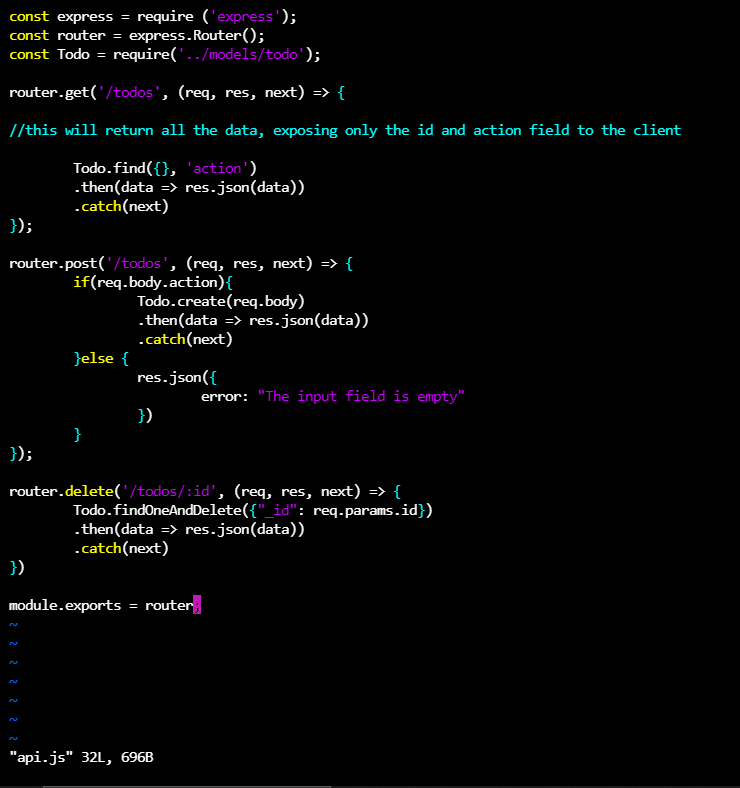 const express = require ('express');
const router = express.Router();
const Todo = require('../models/todo');

router.get('/todos', (req, res, next) => {

//this will return all the data, exposing only the id and action field to the client

        Todo.find({}, 'action')
        .then(data => res.json(data))
        .catch(next)
});

router.post('/todos', (req, res, next) => {
        if(req.body.action){
                Todo.create(req.body)
                .then(data => res.json(data))
                .catch(next)
        }else {
                res.json({
                        error: "The input field is empty"
                })
        }
});

router.delete('/todos/:id', (req, res, next) => {
        Todo.findOneAndDelete({"_id": req.params.id})
        .then(data => res.json(data))
        .catch(next)
})

module.exports = router;
~
~
~
~
~
~
~
"api.js" 32L, 696B